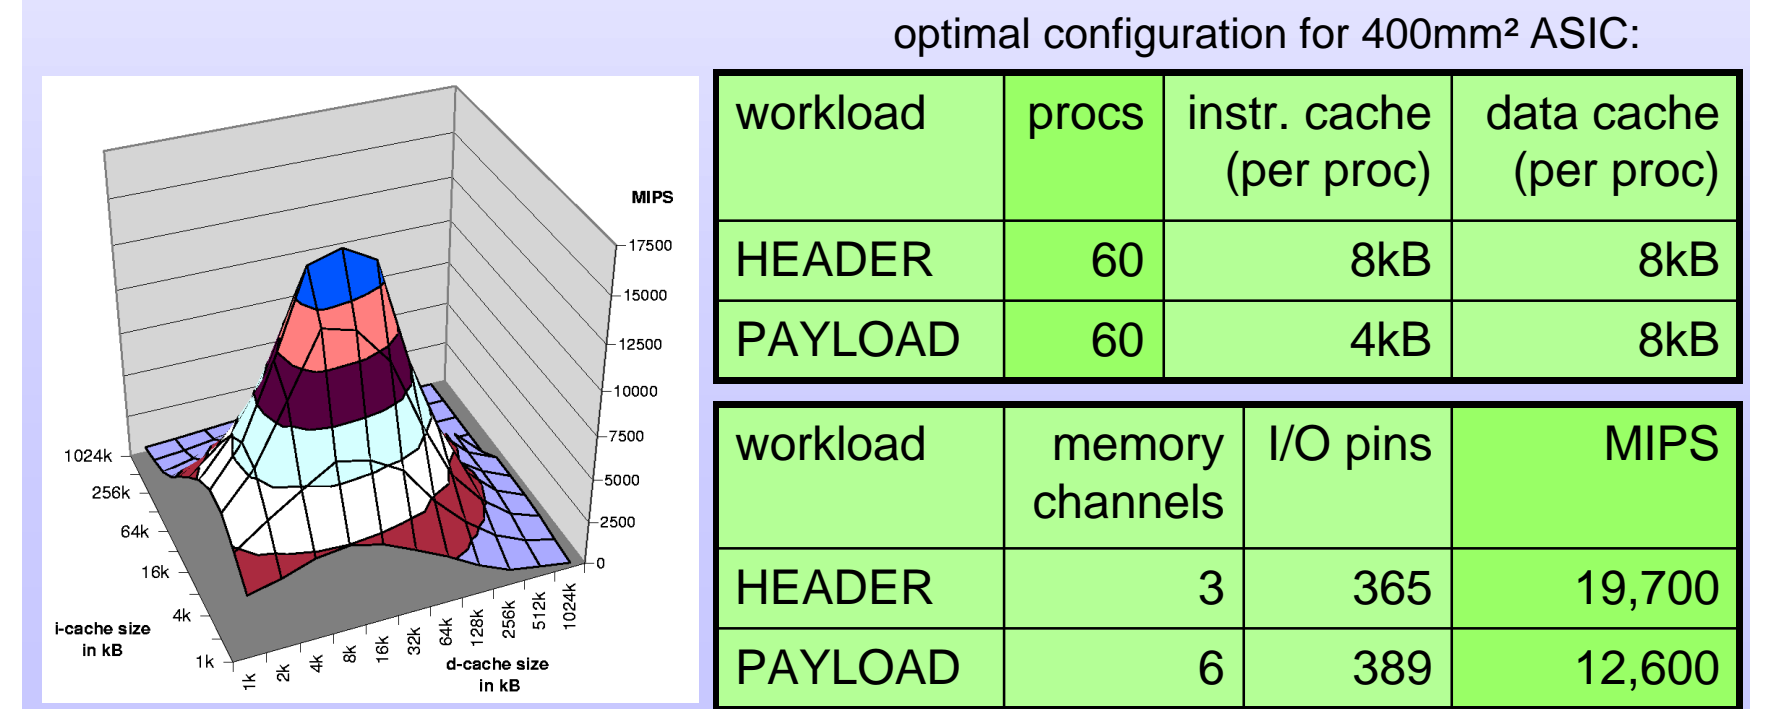 optimal configuration for 400mm² ASIC:
MIPS
17500
15000
12500
10000
7500
5000
2500
0
1024k
256k
64k
16k
4k
1k
i-cache size
in kB
1k
2k
4k
8k
16k
32k
64k
128k
256k
512k
1024k
d-cache size
in kB
workload procs instr. cache data cache
(per proc) (per proc)
HEADER 60 8kB 8kB
PAYLOAD 60 4kB 8kB
workload memory I/O pins MIPS
channels
HEADER 3 365 19,700
PAYLOAD 6 389 12,600